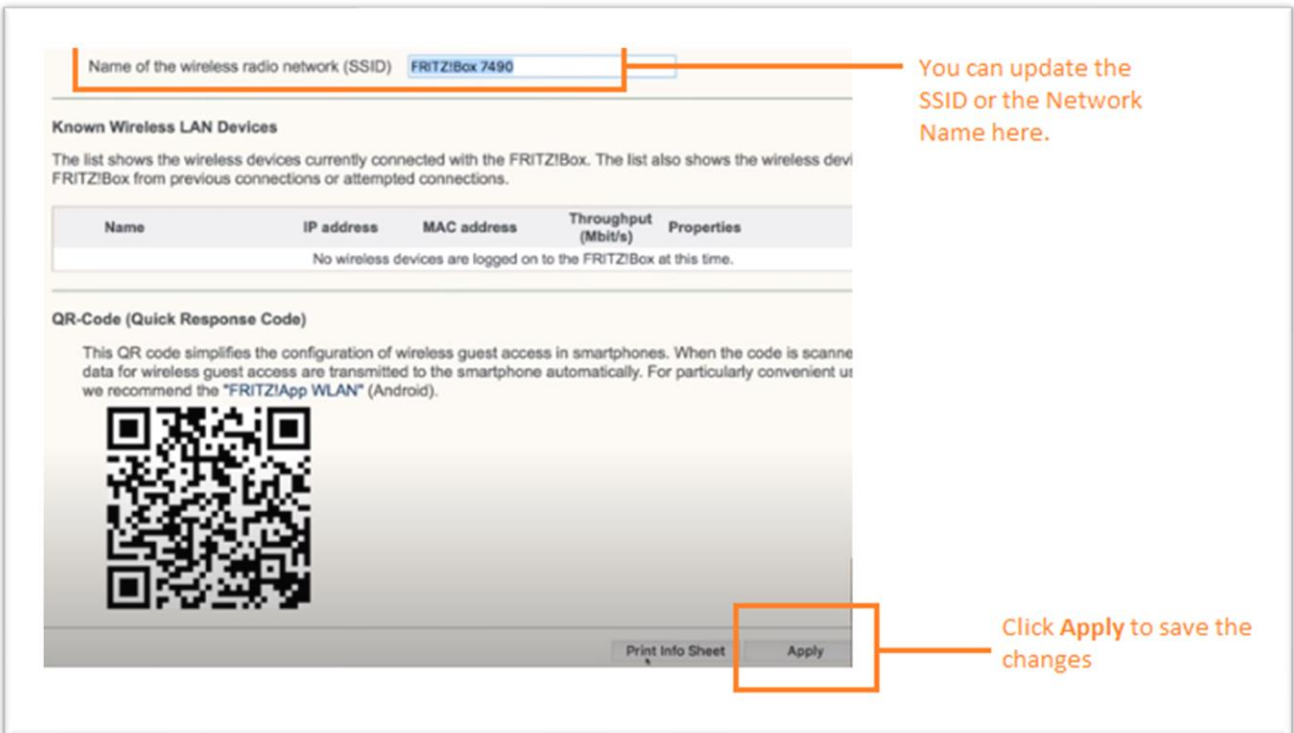 Name of the wireless radio network (SSID) FRITZ!Box 7490
You can update the
SSID or the Network
Name here.
Known Wireless LAN Devices
The list shows the wireless devices currently connected with the FRITZ!Box. The list also shows the wireless devi
FRITZ!Box from previous connections or attempted connections.
Name IP address MAC address Throughput (Mbit/s) Properties
No wireless devices are logged on to the FRITZ!Box at this time.
QR-Code (Quick Response Code)
This QR code simplifies the configuration of wireless guest access in smartphones. When the code is scanne
data for wireless guest access are transmitted to the smartphone automatically. For particularly convenient us
we recommend the "FRITZ!App WLAN" (Android).
Print Info Sheet Apply
Click Apply to save the
changes